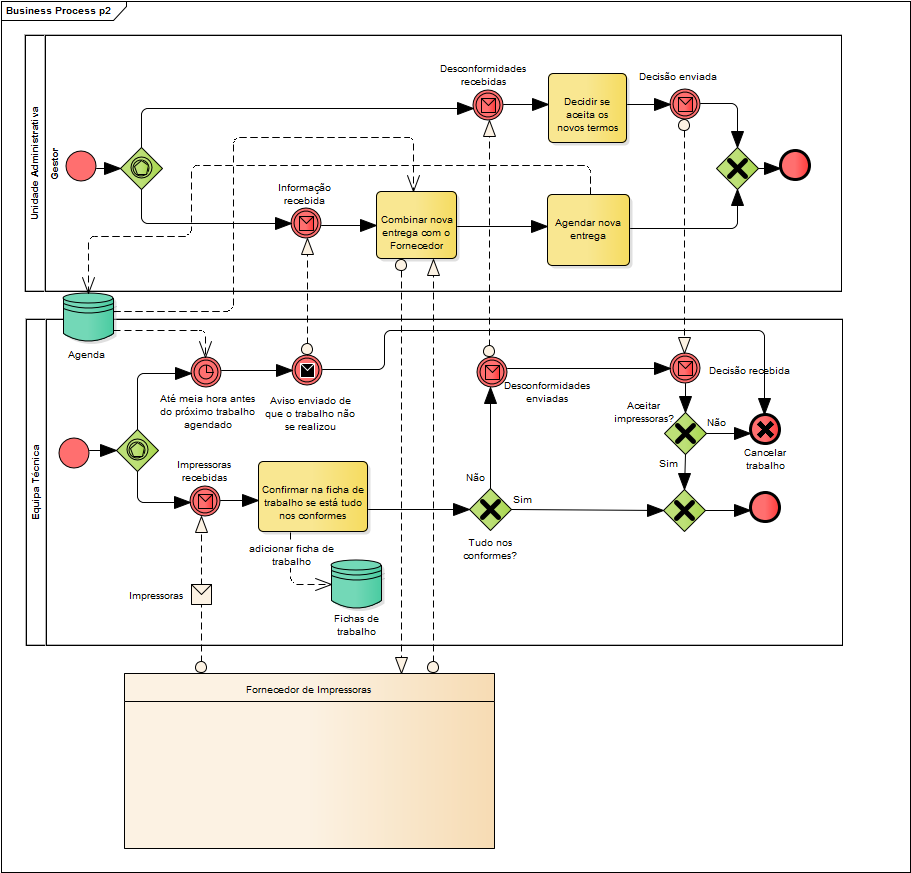 Business Process p2
Unidade Administrativa
Gestor
Desconformidades
recebidas
Decidir se
aceita os
novos termos
Decisão enviada
Informação
recebida
Combinar nova
entrega com o
Fornecedor
Agendar nova
entrega
Agenda
Equipa Técnica
Até meia hora antes
do próximo trabalho
agendado
Aviso enviado de
que o trabalho não
se realizou
Desconformidades
enviadas
Decisão recebida
Aceitar
impressoras?
Não
Cancelar
trabalho
Sim
Impressoras
recebidas
Confirmar na ficha de
trabalho se está tudo
nos conformes
Não
Sim
Tudo nos
conformes?
adicionar ficha de
trabalho
Fichas de
trabalho
Impressoras
Fornecedor de Impressoras